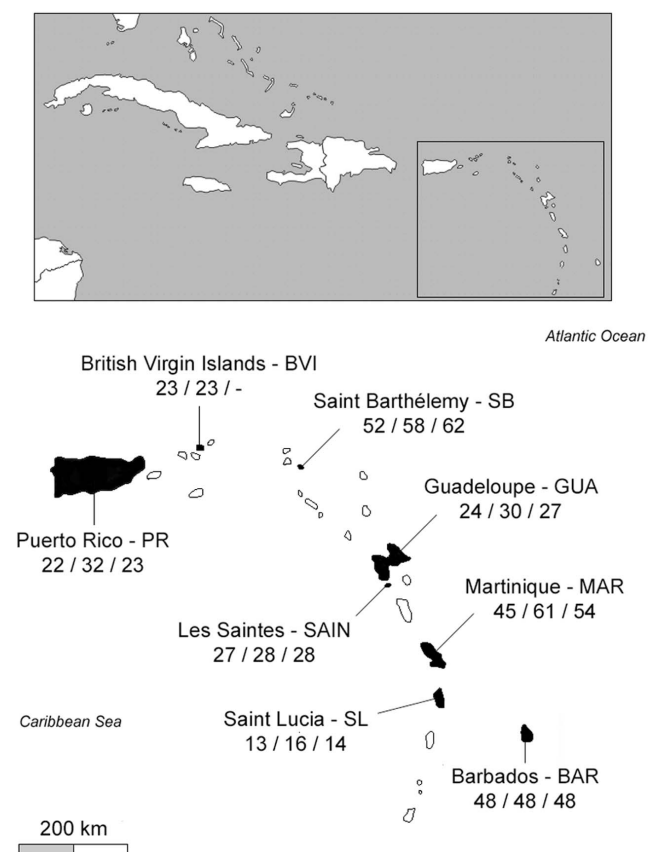 Atlantic Ocean
British Virgin Islands - BVI
23 / 23 / -
Saint Barthélemy - SB
52 / 58 / 62
Guadeloupe - GUA
24 / 30 / 27
Puerto Rico - PR
22 / 32 / 23
Martinique - MAR
45 / 61 / 54
Les Saintes - SAIN
27 / 28 / 28
Caribbean Sea
Saint Lucia - SL
13 / 16 / 14
Barbados - BAR
48 / 48 / 48
200 km